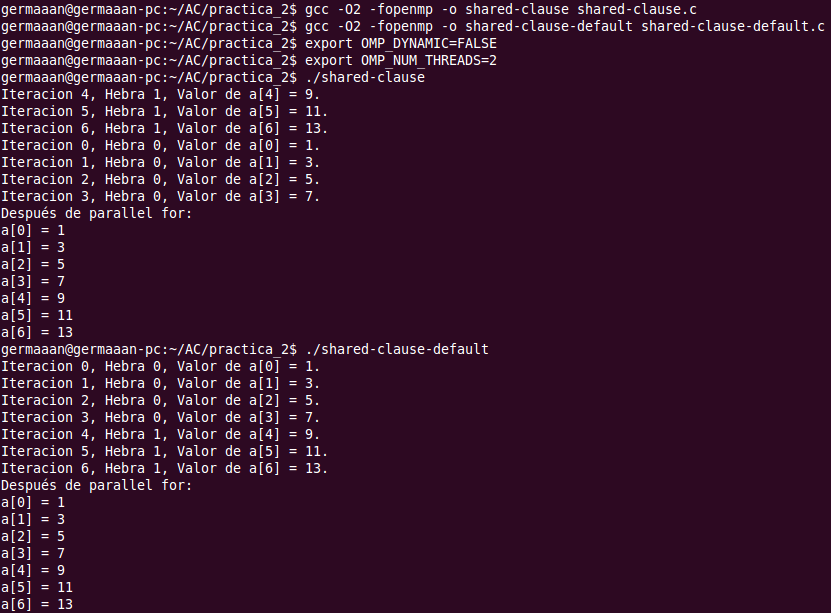 germaaan@germaaan-pc:~/AC/practica_2$ gcc -O2 -fopenmp -o shared-clause shared-clause.c
germaaan@germaaan-pc:~/AC/practica_2$ gcc -O2 -fopenmp -o shared-clause-default shared-clause-default.c
germaaan@germaaan-pc:~/AC/practica_2$ export OMP_DYNAMIC=FALSE
germaaan@germaaan-pc:~/AC/practica_2$ export OMP_NUM_THREADS=2
germaaan@germaaan-pc:~/AC/practica_2$ ./shared-clause
Iteracion 4, Hebra 1, Valor de a[4] = 9.
Iteracion 5, Hebra 1, Valor de a[5] = 11.
Iteracion 6, Hebra 1, Valor de a[6] = 13.
Iteracion 0, Hebra 0, Valor de a[0] = 1.
Iteracion 1, Hebra 0, Valor de a[1] = 3.
Iteracion 2, Hebra 0, Valor de a[2] = 5.
Iteracion 3, Hebra 0, Valor de a[3] = 7.
Después de parallel for:
a[0] = 1
a[1] = 3
a[2] = 5
a[3] = 7
a[4] = 9
a[5] = 11
a[6] = 13
germaaan@germaaan-pc:~/AC/practica_2$ ./shared-clause-default
Iteracion 0, Hebra 0, Valor de a[0] = 1.
Iteracion 1, Hebra 0, Valor de a[1] = 3.
Iteracion 2, Hebra 0, Valor de a[2] = 5.
Iteracion 3, Hebra 0, Valor de a[3] = 7.
Iteracion 4, Hebra 1, Valor de a[4] = 9.
Iteracion 5, Hebra 1, Valor de a[5] = 11.
Iteracion 6, Hebra 1, Valor de a[6] = 13.
Después de parallel for:
a[0] = 1
a[1] = 3
a[2] = 5
a[3] = 7
a[4] = 9
a[5] = 11
a[6] = 13